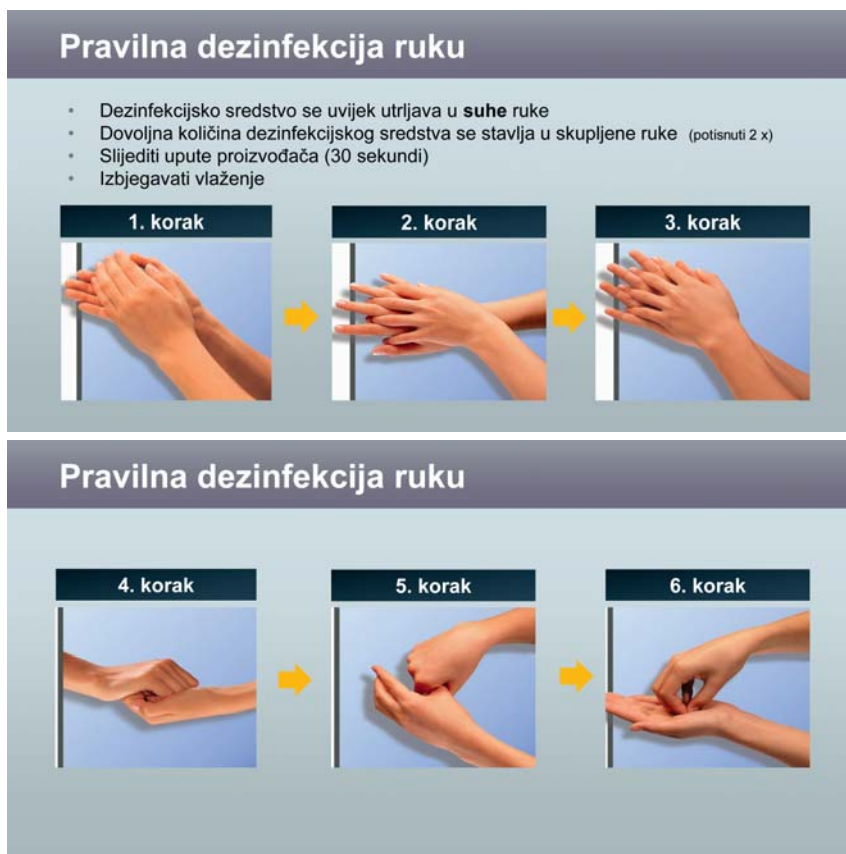 Pravilna dezinfekcija ruku
Dezinfekcijsko sredstvo se uvijek utrljava u suhe ruke
Dovoljna količina dezinfekcijskog sredstva se stavlja u skupljene ruke (potisnuti 2 x)
Slijediti upute proizvođača (30 sekundi)
Izbjegavati vlaženje
1. korak
2. korak
3. korak
Pravilna dezinfekcija ruku
4. korak
5. korak
6. korak